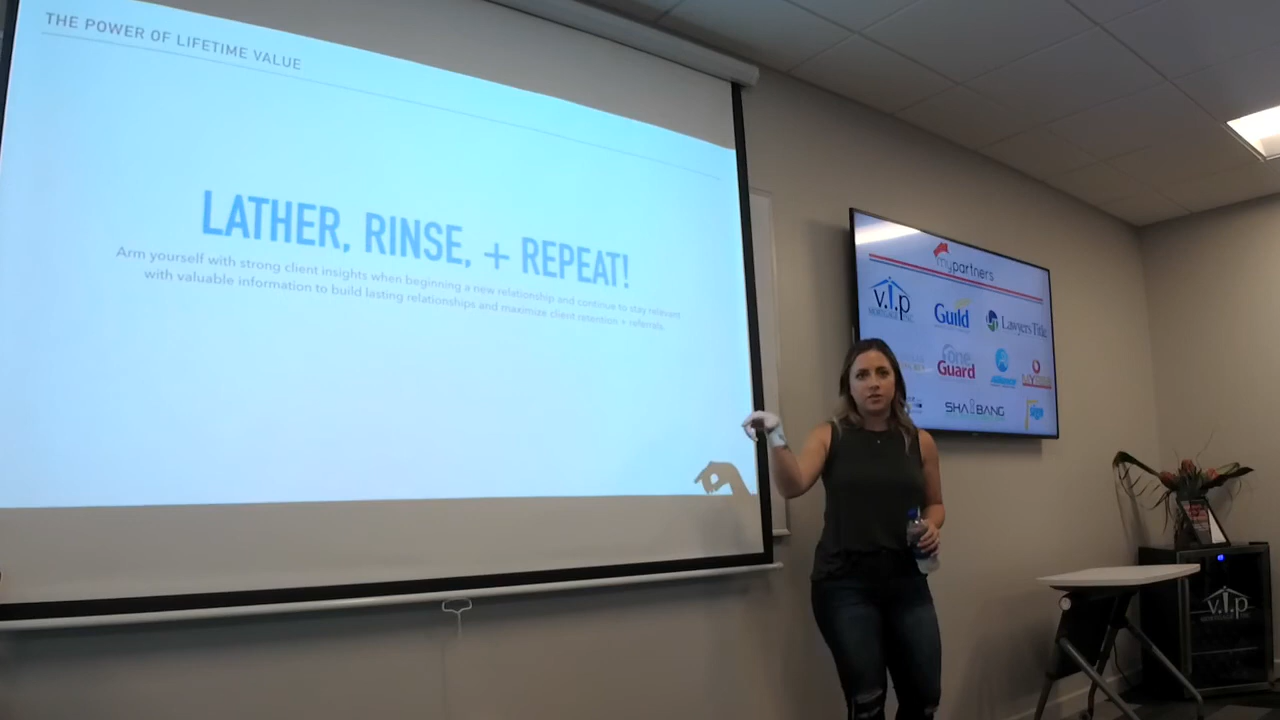 THE POWER OF LIFETIME VALUE
LATHER, RINSE, + REPEAT!
Arm yourself with strong client insights when beginning a new relationship and continue to stay relevant
with valuable information to build lasting relationships and maximize client retention + referrals.
mypartners
v.i.p
MORTGAGE INC.
Guild
Lawyers Title
one
Guard
SHA BANG
v.i.p